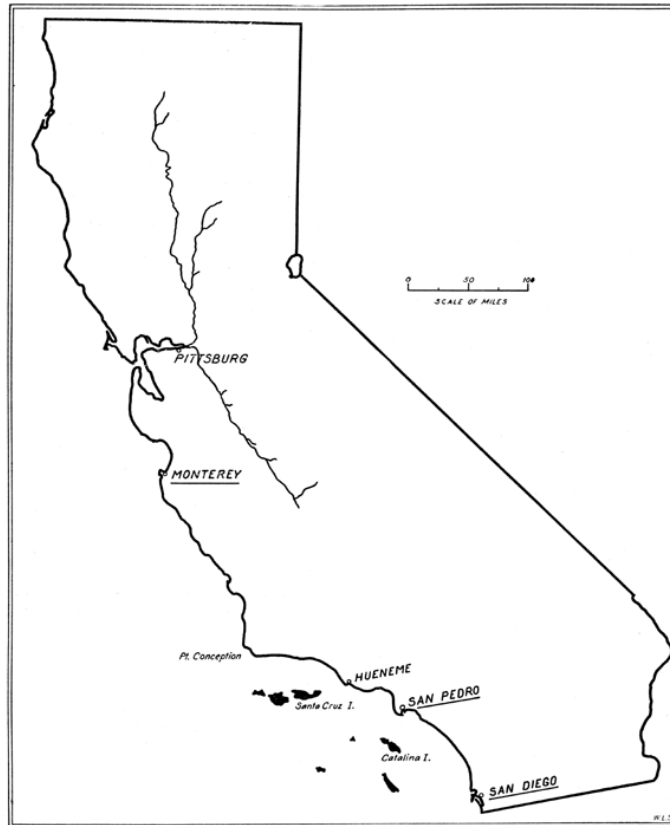 0 50 100
SCALE OF MILES
PITTSBURG
MONTEREY
Pt. Conception
HUENEME
Santa Cruz I.
SAN PEDRO
Catalina I.
SAN DIEGO